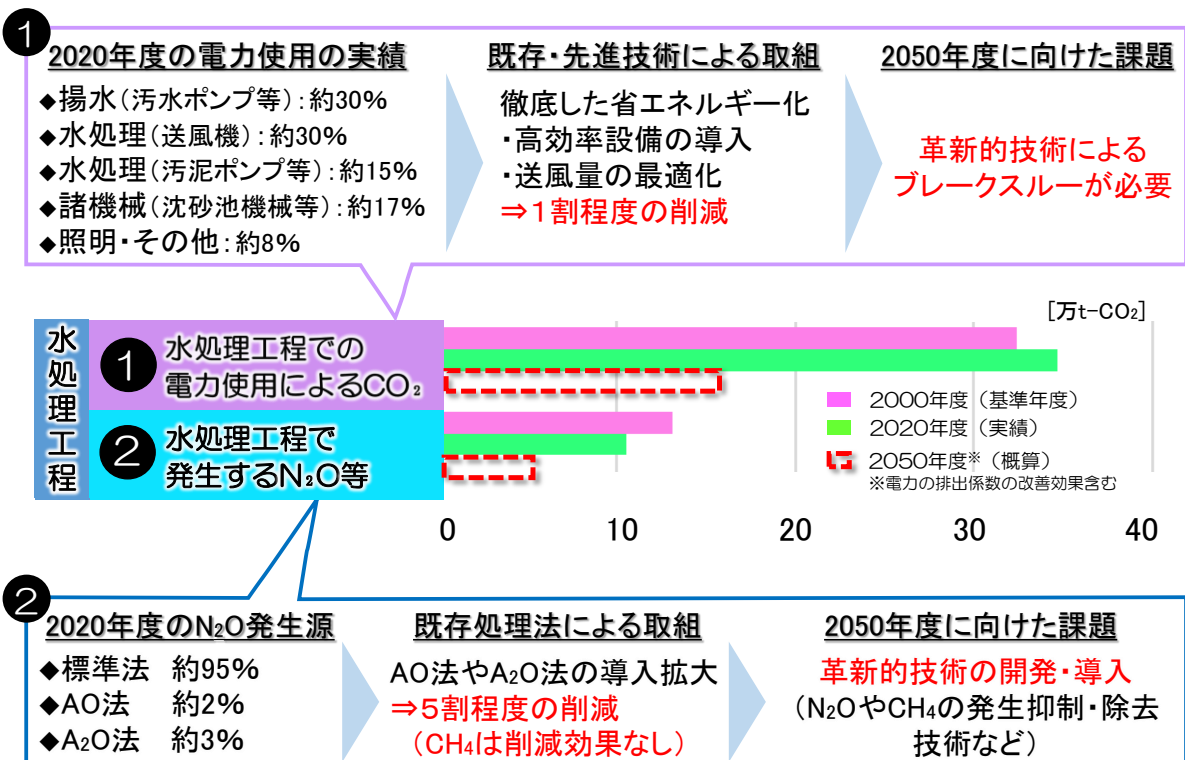 1
2020年度の電力使用の実績
◆揚水(汚水ポンプ等):約30%
◆水処理(送風機):約30%
◆水処理(汚泥ポンプ等):約15%
◆諸機械(沈砂池機械等):約17%
◆照明・その他:約8%
既存・先進技術による取組
徹底した省エネルギー化
・高効率設備の導入
・送風量の最適化
⇒1割程度の削減
2050年度に向けた課題
革新的技術による
ブレークスルーが必要
水処理工程
1
水処理工程での
電力使用によるCO₂
2
水処理工程で
発生するN₂O等
[万t-CO₂]
2000年度（基準年度）
2020年度（実績）
2050年度※（概算）
※電力の排出係数の改善効果含む
0 10 20 30 40
2
2020年度のN₂O発生源
◆標準法 約95%
◆AO法 約2%
◆A₂O法 約3%
既存処理法による取組
AO法やA₂O法の導入拡大
⇒5割程度の削減
(CH₄は削減効果なし)
2050年度に向けた課題
革新的技術の開発・導入
(N₂OやCH₄の発生抑制・除去
技術など)